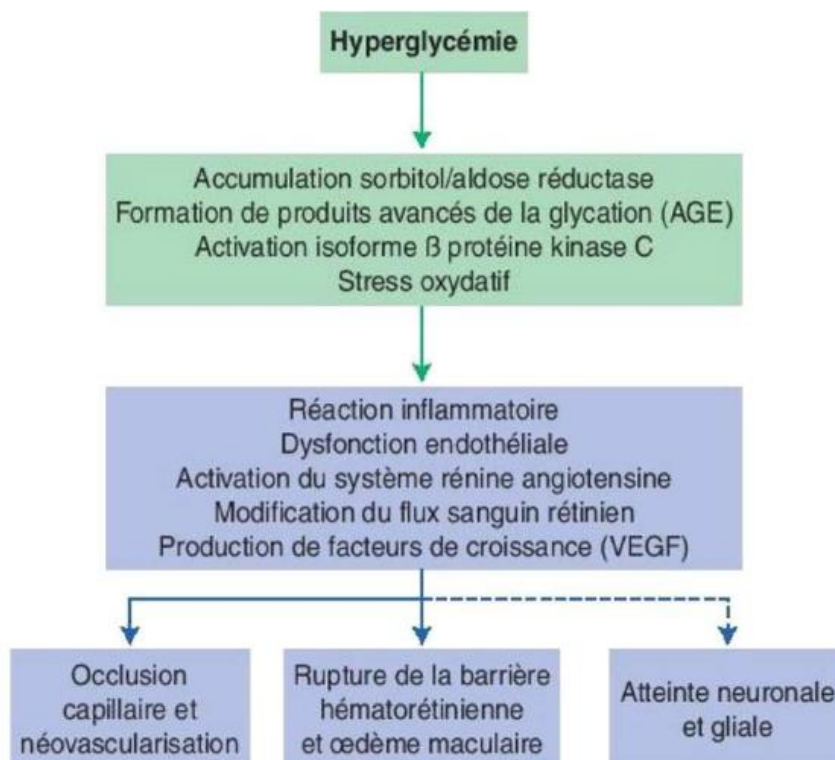 Hyperglycémie
Accumulation sorbitol/aldose réductase
Formation de produits avancés de la glycation (AGE)
Activation isoforme ß protéine kinase C
Stress oxydatif
Réaction inflammatoire
Dysfonction endothéliale
Activation du système rénine angiotensine
Modification du flux sanguin rétinien
Production de facteurs de croissance (VEGF)
Occlusion
capillaire et
néovascularisation
Rupture de la barrière
hématorétinienne
et œdème maculaire
Atteinte neuronale
et gliale